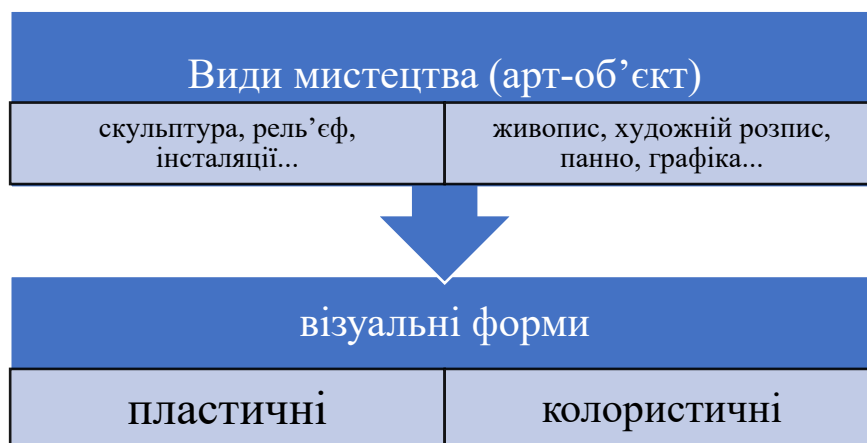 Види мистецтва (арт-об’єкт)
скульптура, рель’єф,
інсталяції...
живопис, художній розпис,
панно, графіка...
візуальні форми
пластичні
колористичні